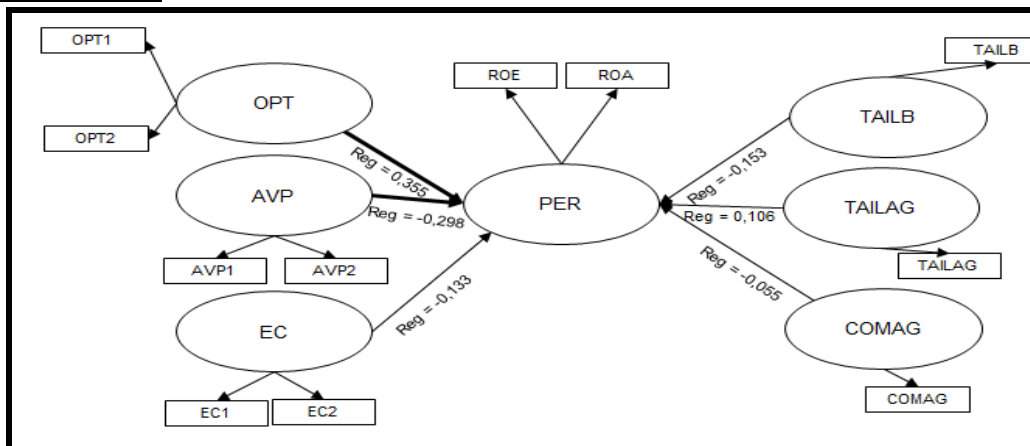 OPT1
OPT
OPT2
Reg = 0,355
AVP
Reg = -0,298
AVP1
AVP2
Reg = -0,133
EC
EC1
EC2
ROE
ROA
PER
TAILB
TAILB
Reg = -0,153
TAILAG
Reg = 0,106
TAILAG
Reg = -0,055
COMAG
COMAG